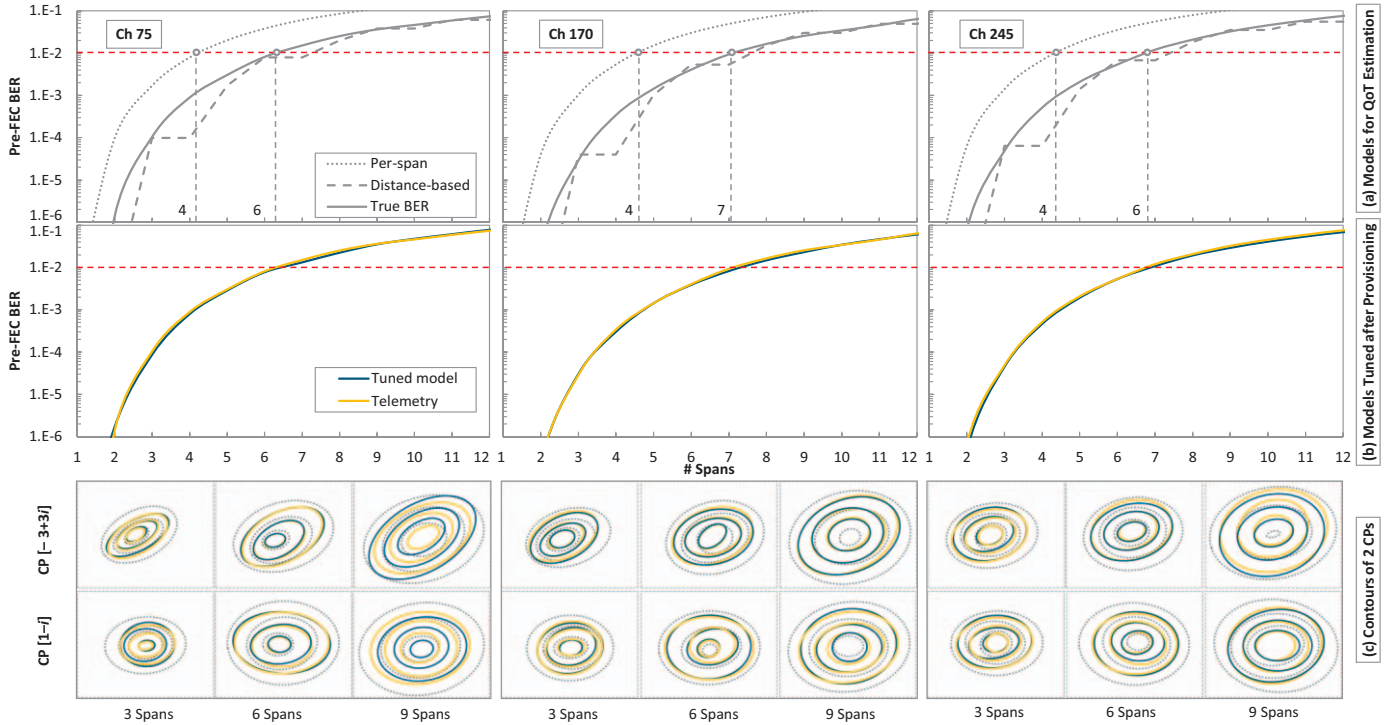 1.E-1
1.E-2
1.E-3
1.E-4
1.E-5
1.E-6
Pre-FEC BER
Ch 75
Per-span
Distance-based
True BER
4
6
Ch 170
4
7
Ch 245
4
6
(a) Models for QoT Estimation
1.E-1
1.E-2
1.E-3
1.E-4
1.E-5
1.E-6
Pre-FEC BER
Tuned model
Telemetry
1 2 3 4 5 6 7 8 9 10 11 12
1 2 3 4 5 6 7 8 9 10 11 12
1 2 3 4 5 6 7 8 9 10 11 12
# Spans
(b) Models Tuned after Provisioning
CP [– 3+3i]
CP [1–i]
3 Spans 6 Spans 9 Spans
3 Spans 6 Spans 9 Spans
3 Spans 6 Spans 9 Spans
(c) Contours of 2 CPs